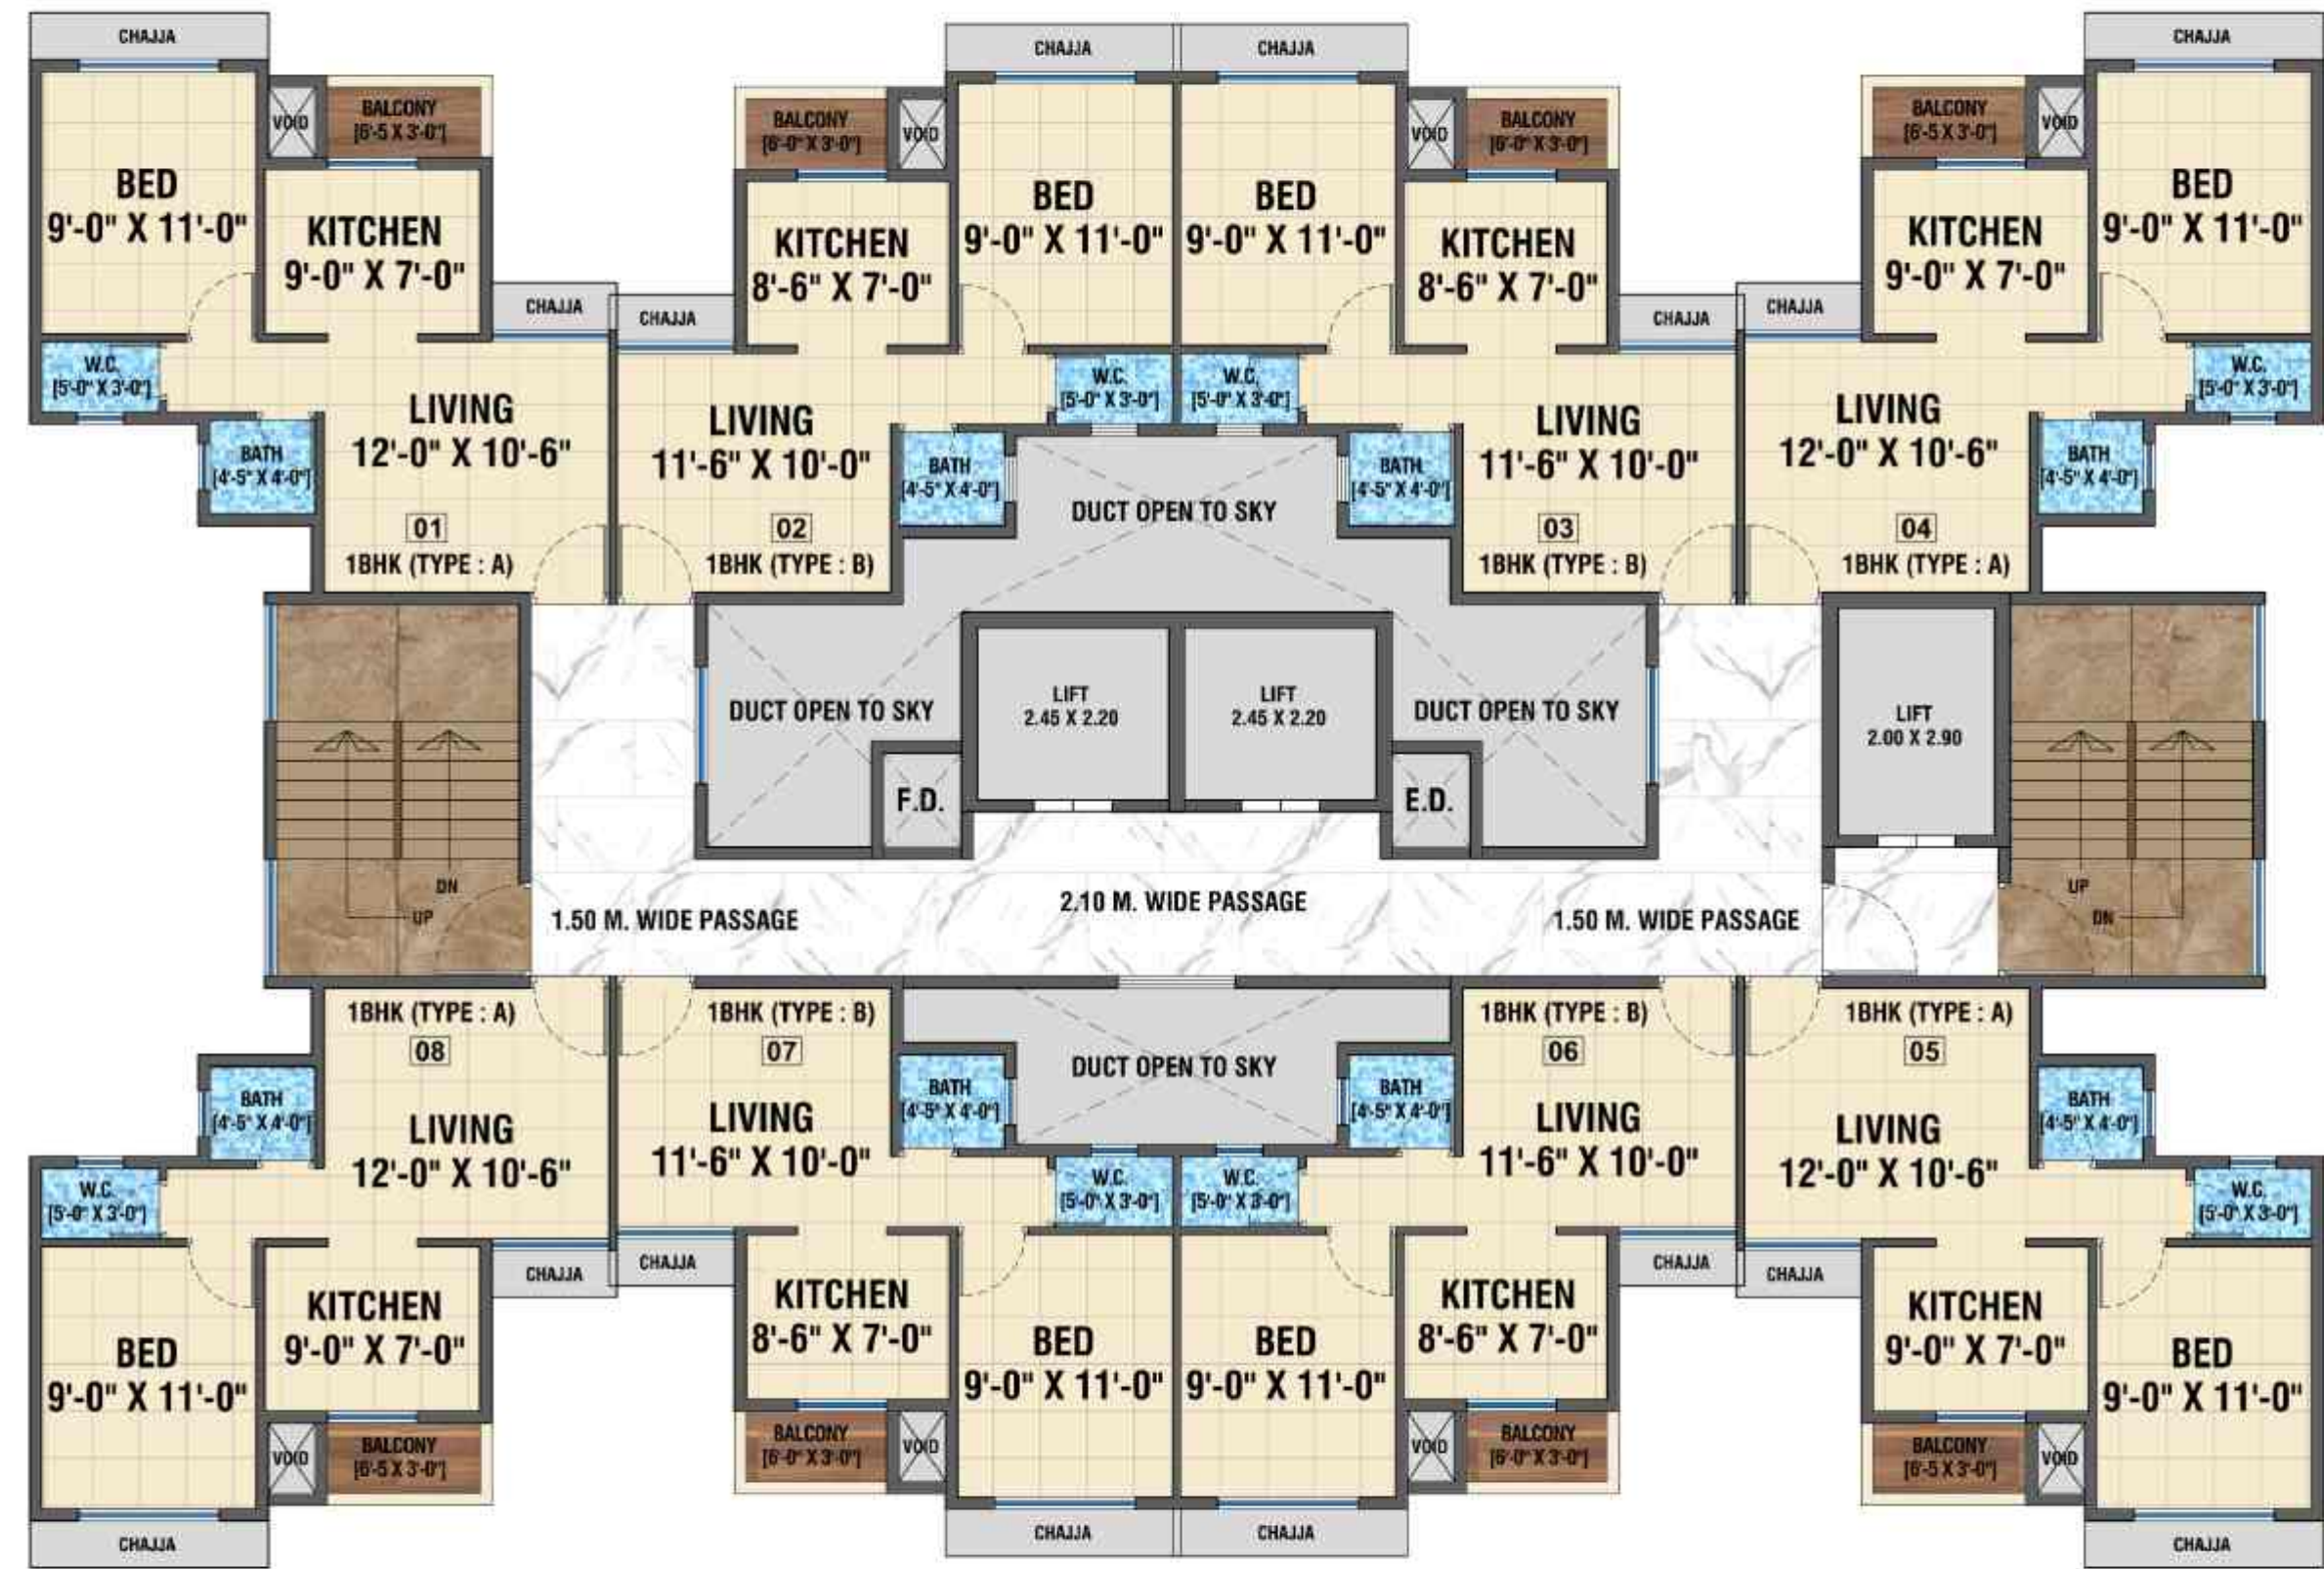 CHAJJA
BED
9'-0" X 11'-0"
VOID
BALCONY
[6'-5 X 3'-0"]
KITCHEN
9'-0" X 7'-0"
CHAJJA
W.C.
[5'-0" X 3'-0"]
BATH
[4'-5" X 4'-0"]
LIVING
12'-0" X 10'-6"
01
1BHK (TYPE : A)
CHAJJA
BALCONY
[6'-0" X 3'-0"]
VOID
BED
9'-0" X 11'-0"
KITCHEN
8'-6" X 7'-0"
CHAJJA
W.C.
[5'-0" X 3'-0"]
BATH
[4'-5" X 4'-0"]
LIVING
11'-6" X 10'-0"
02
1BHK (TYPE : B)
CHAJJA
BED
9'-0" X 11'-0"
VOID
BALCONY
[6'-0" X 3'-0"]
KITCHEN
8'-6" X 7'-0"
CHAJJA
W.C.
[5'-0" X 3'-0"]
BATH
[4'-5" X 4'-0"]
LIVING
11'-6" X 10'-0"
03
1BHK (TYPE : B)
CHAJJA
BALCONY
[6'-5 X 3'-0"]
VOID
BED
9'-0" X 11'-0"
KITCHEN
9'-0" X 7'-0"
CHAJJA
W.C.
[5'-0" X 3'-0"]
BATH
[4'-5" X 4'-0"]
LIVING
12'-0" X 10'-6"
04
1BHK (TYPE : A)
DUCT OPEN TO SKY
DUCT OPEN TO SKY
LIFT
2.45 X 2.20
LIFT
2.45 X 2.20
DUCT OPEN TO SKY
LIFT
2.00 X 2.90
F.D.
E.D.
DN
UP
1.50 M. WIDE PASSAGE
2.10 M. WIDE PASSAGE
1.50 M. WIDE PASSAGE
UP
DN
1BHK (TYPE : A)
08
LIVING
12'-0" X 10'-6"
BATH
[4'-5" X 4'-0"]
W.C.
[5'-0" X 3'-0"]
CHAJJA
KITCHEN
9'-0" X 7'-0"
BED
9'-0" X 11'-0"
VOID
BALCONY
[6'-5 X 3'-0"]
CHAJJA
1BHK (TYPE : B)
07
LIVING
11'-6" X 10'-0"
BATH
[4'-5" X 4'-0"]
W.C.
[5'-0" X 3'-0"]
CHAJJA
KITCHEN
8'-6" X 7'-0"
BED
9'-0" X 11'-0"
BALCONY
[6'-0" X 3'-0"]
VOID
CHAJJA
DUCT OPEN TO SKY
1BHK (TYPE : B)
06
LIVING
11'-6" X 10'-0"
BATH
[4'-5" X 4'-0"]
W.C.
[5'-0" X 3'-0"]
CHAJJA
KITCHEN
8'-6" X 7'-0"
BED
9'-0" X 11'-0"
VOID
BALCONY
[6'-0" X 3'-0"]
CHAJJA
1BHK (TYPE : A)
05
LIVING
12'-0" X 10'-6"
BATH
[4'-5" X 4'-0"]
W.C.
[5'-0" X 3'-0"]
CHAJJA
KITCHEN
9'-0" X 7'-0"
BED
9'-0" X 11'-0"
BALCONY
[6'-5 X 3'-0"]
VOID
CHAJJA